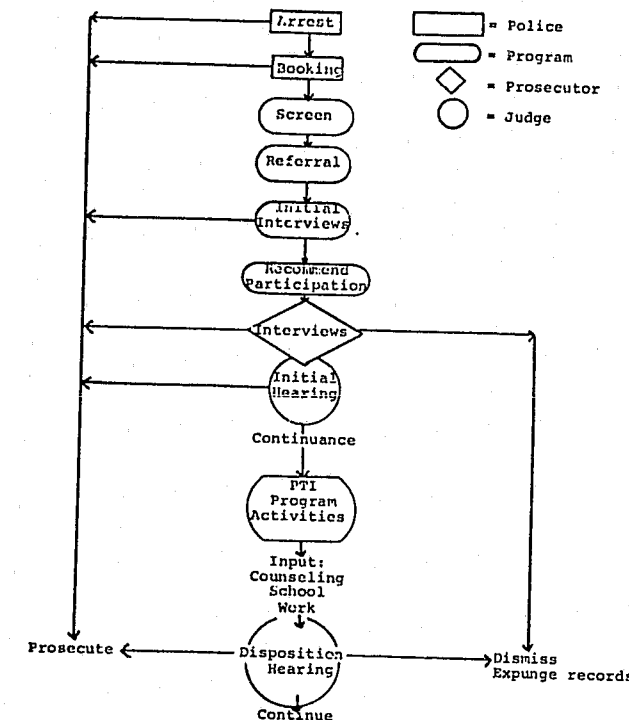 Arrest
= Police
= Program
= Prosecutor
= Judge
Booking
Screen
Referral
Initial
Interviews
Recommend
Participation
Interviews
Initial
Hearing
Continuance
PTI
Program
Activities
Input:
Counseling
School
Work
Prosecute
Disposition
Hearing
Dismiss
Expunge records
Continue